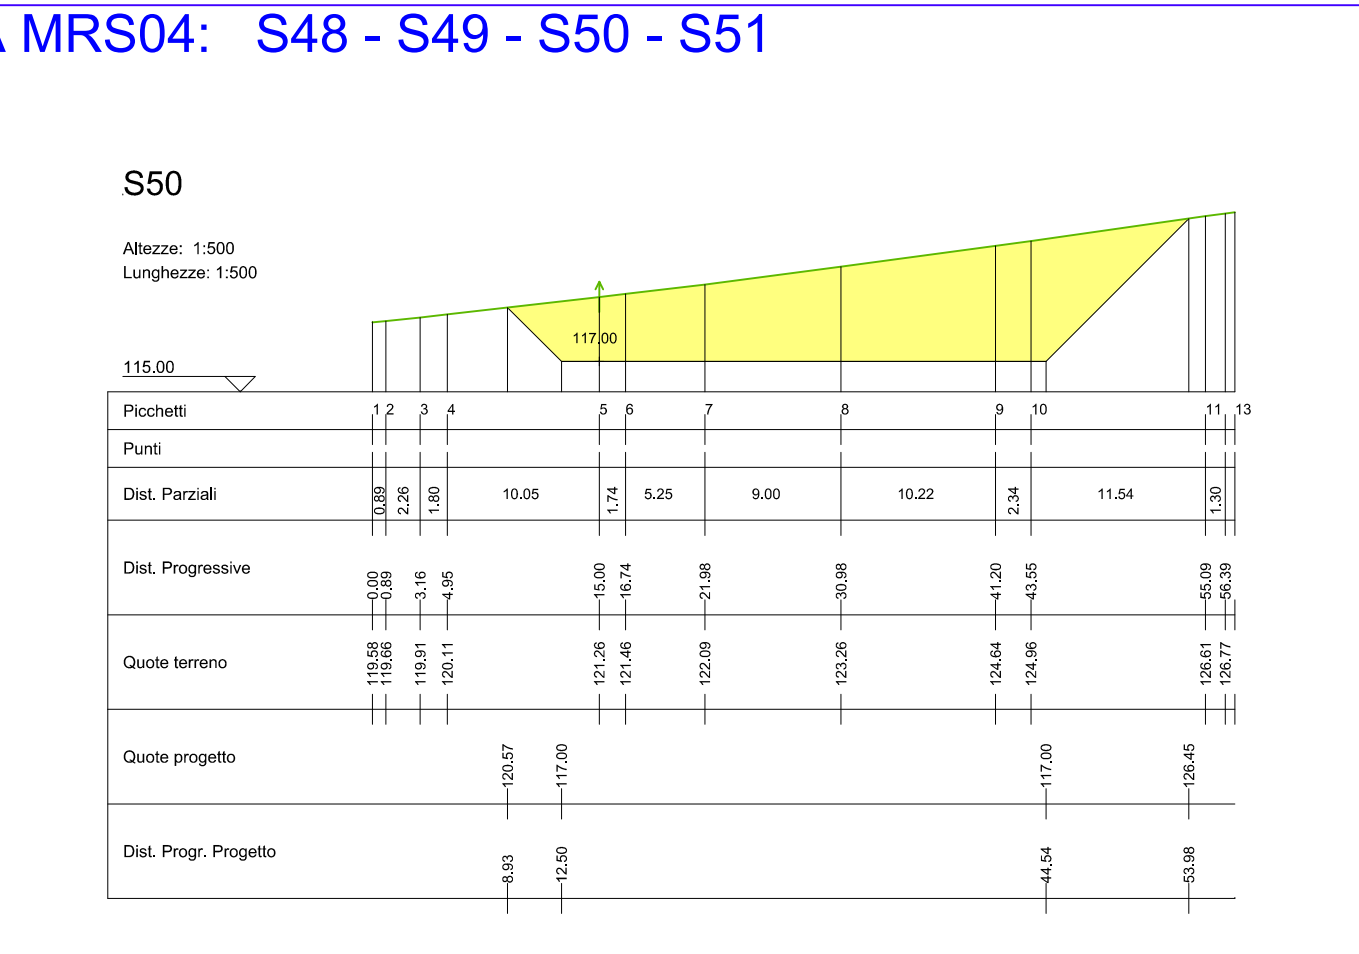 A MRS04: S48 - S49 - S50 - S51
S50
Altezze: 1:500
Lunghezze: 1:500
117.00
115.00
Picchetti 1 2 3 4 5 6 7 8 9 10 11 13
Punti
Dist. Parziali 0.89 2.26 1.80 10.05 1.74 5.25 9.00 10.22 2.34 11.54 1.30
Dist. Progressive 0.00 0.89 3.16 4.95 15.00 16.74 21.98 30.98 41.20 43.55 55.09 56.39
Quote terreno 119.58 119.66 119.91 120.11 121.26 121.46 122.09 123.26 124.64 124.96 126.61 126.77
Quote progetto 120.57 117.00 117.00 126.45
Dist. Progr. Progetto 8.93 12.50 44.54 53.98